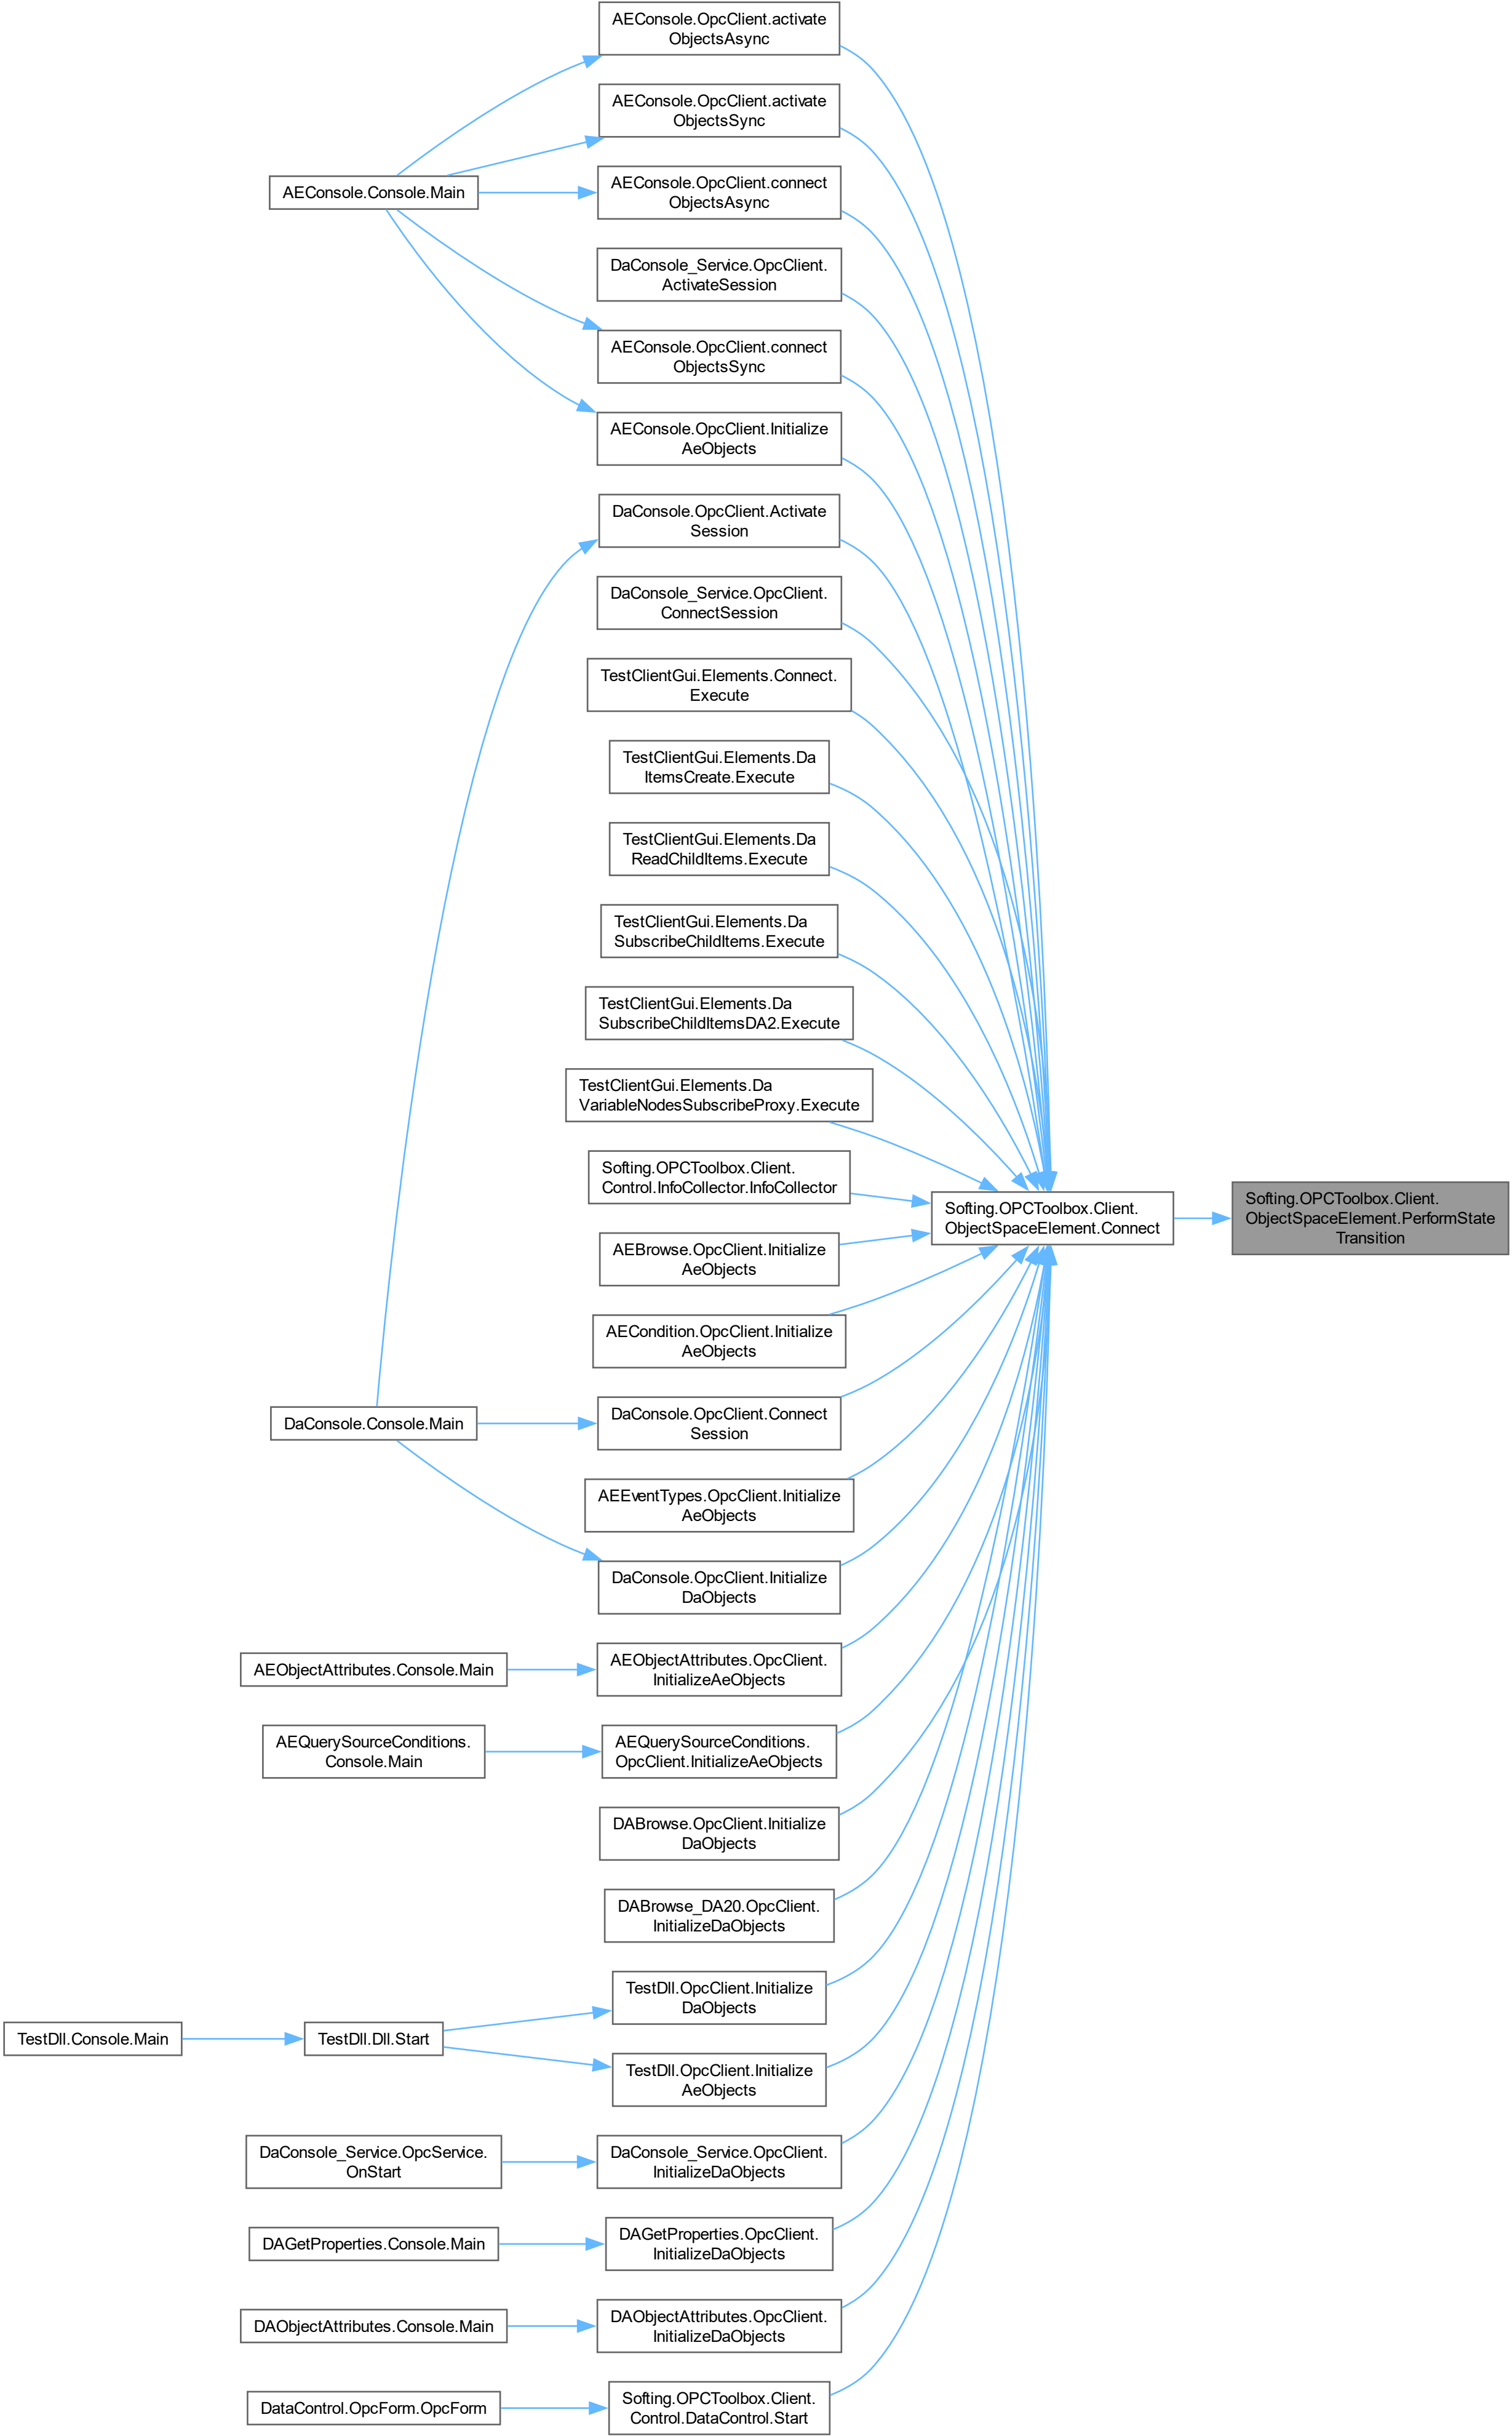 AEConsole.OpcClient.activate
ObjectsAsync
AEConsole.OpcClient.activate
ObjectsSync
AEConsole.Console.Main
AEConsole.OpcClient.connect
ObjectsAsync
DaConsole_Service.OpcClient.
ActivateSession
AEConsole.OpcClient.connect
ObjectsSync
AEConsole.OpcClient.Initialize
AeObjects
DaConsole.OpcClient.Activate
Session
DaConsole_Service.OpcClient.
ConnectSession
TestClientGui.Elements.Connect.
Execute
TestClientGui.Elements.Da
ItemsCreate.Execute
TestClientGui.Elements.Da
ReadChildItems.Execute
TestClientGui.Elements.Da
SubscribeChildItems.Execute
TestClientGui.Elements.Da
SubscribeChildItemsDA2.Execute
TestClientGui.Elements.Da
VariableNodesSubscribeProxy.Execute
Softing.OPCToolbox.Client.
Control.InfoCollector.InfoCollector
Softing.OPCToolbox.Client.
ObjectSpaceElement.Connect
Softing.OPCToolbox.Client.
ObjectSpaceElement.PerformState
Transition
AEBrowse.OpcClient.Initialize
AeObjects
AECondition.OpcClient.Initialize
AeObjects
DaConsole.Console.Main
DaConsole.OpcClient.Connect
Session
AEEventTypes.OpcClient.Initialize
AeObjects
DaConsole.OpcClient.Initialize
DaObjects
AEObjectAttributes.Console.Main
AEObjectAttributes.OpcClient.
InitializeAeObjects
AEQuerySourceConditions.
Console.Main
AEQuerySourceConditions.
OpcClient.InitializeAeObjects
DABrowse.OpcClient.Initialize
DaObjects
DABrowse_DA20.OpcClient.
InitializeDaObjects
TestDll.OpcClient.Initialize
DaObjects
TestDll.Console.Main
TestDll.Dll.Start
TestDll.OpcClient.Initialize
AeObjects
DaConsole_Service.OpcService.
OnStart
DaConsole_Service.OpcClient.
InitializeDaObjects
DAGetProperties.Console.Main
DAGetProperties.OpcClient.
InitializeDaObjects
DAObjectAttributes.Console.Main
DAObjectAttributes.OpcClient.
InitializeDaObjects
DataControl.OpcForm.OpcForm
Softing.OPCToolbox.Client.
Control.DataControl.Start